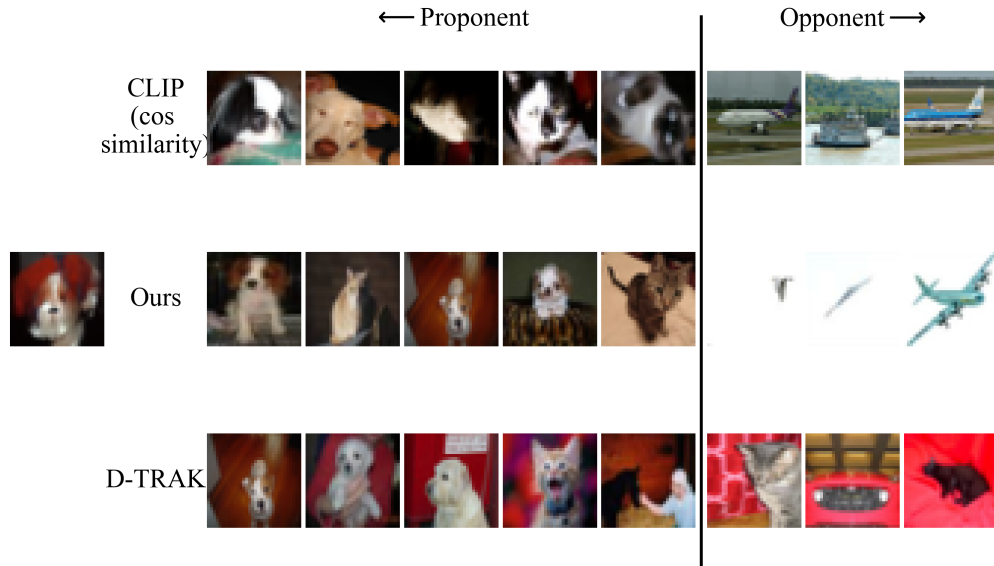 ← Proponent
Opponent →
CLIP
(cos
similarity)
Ours
D-TRAK